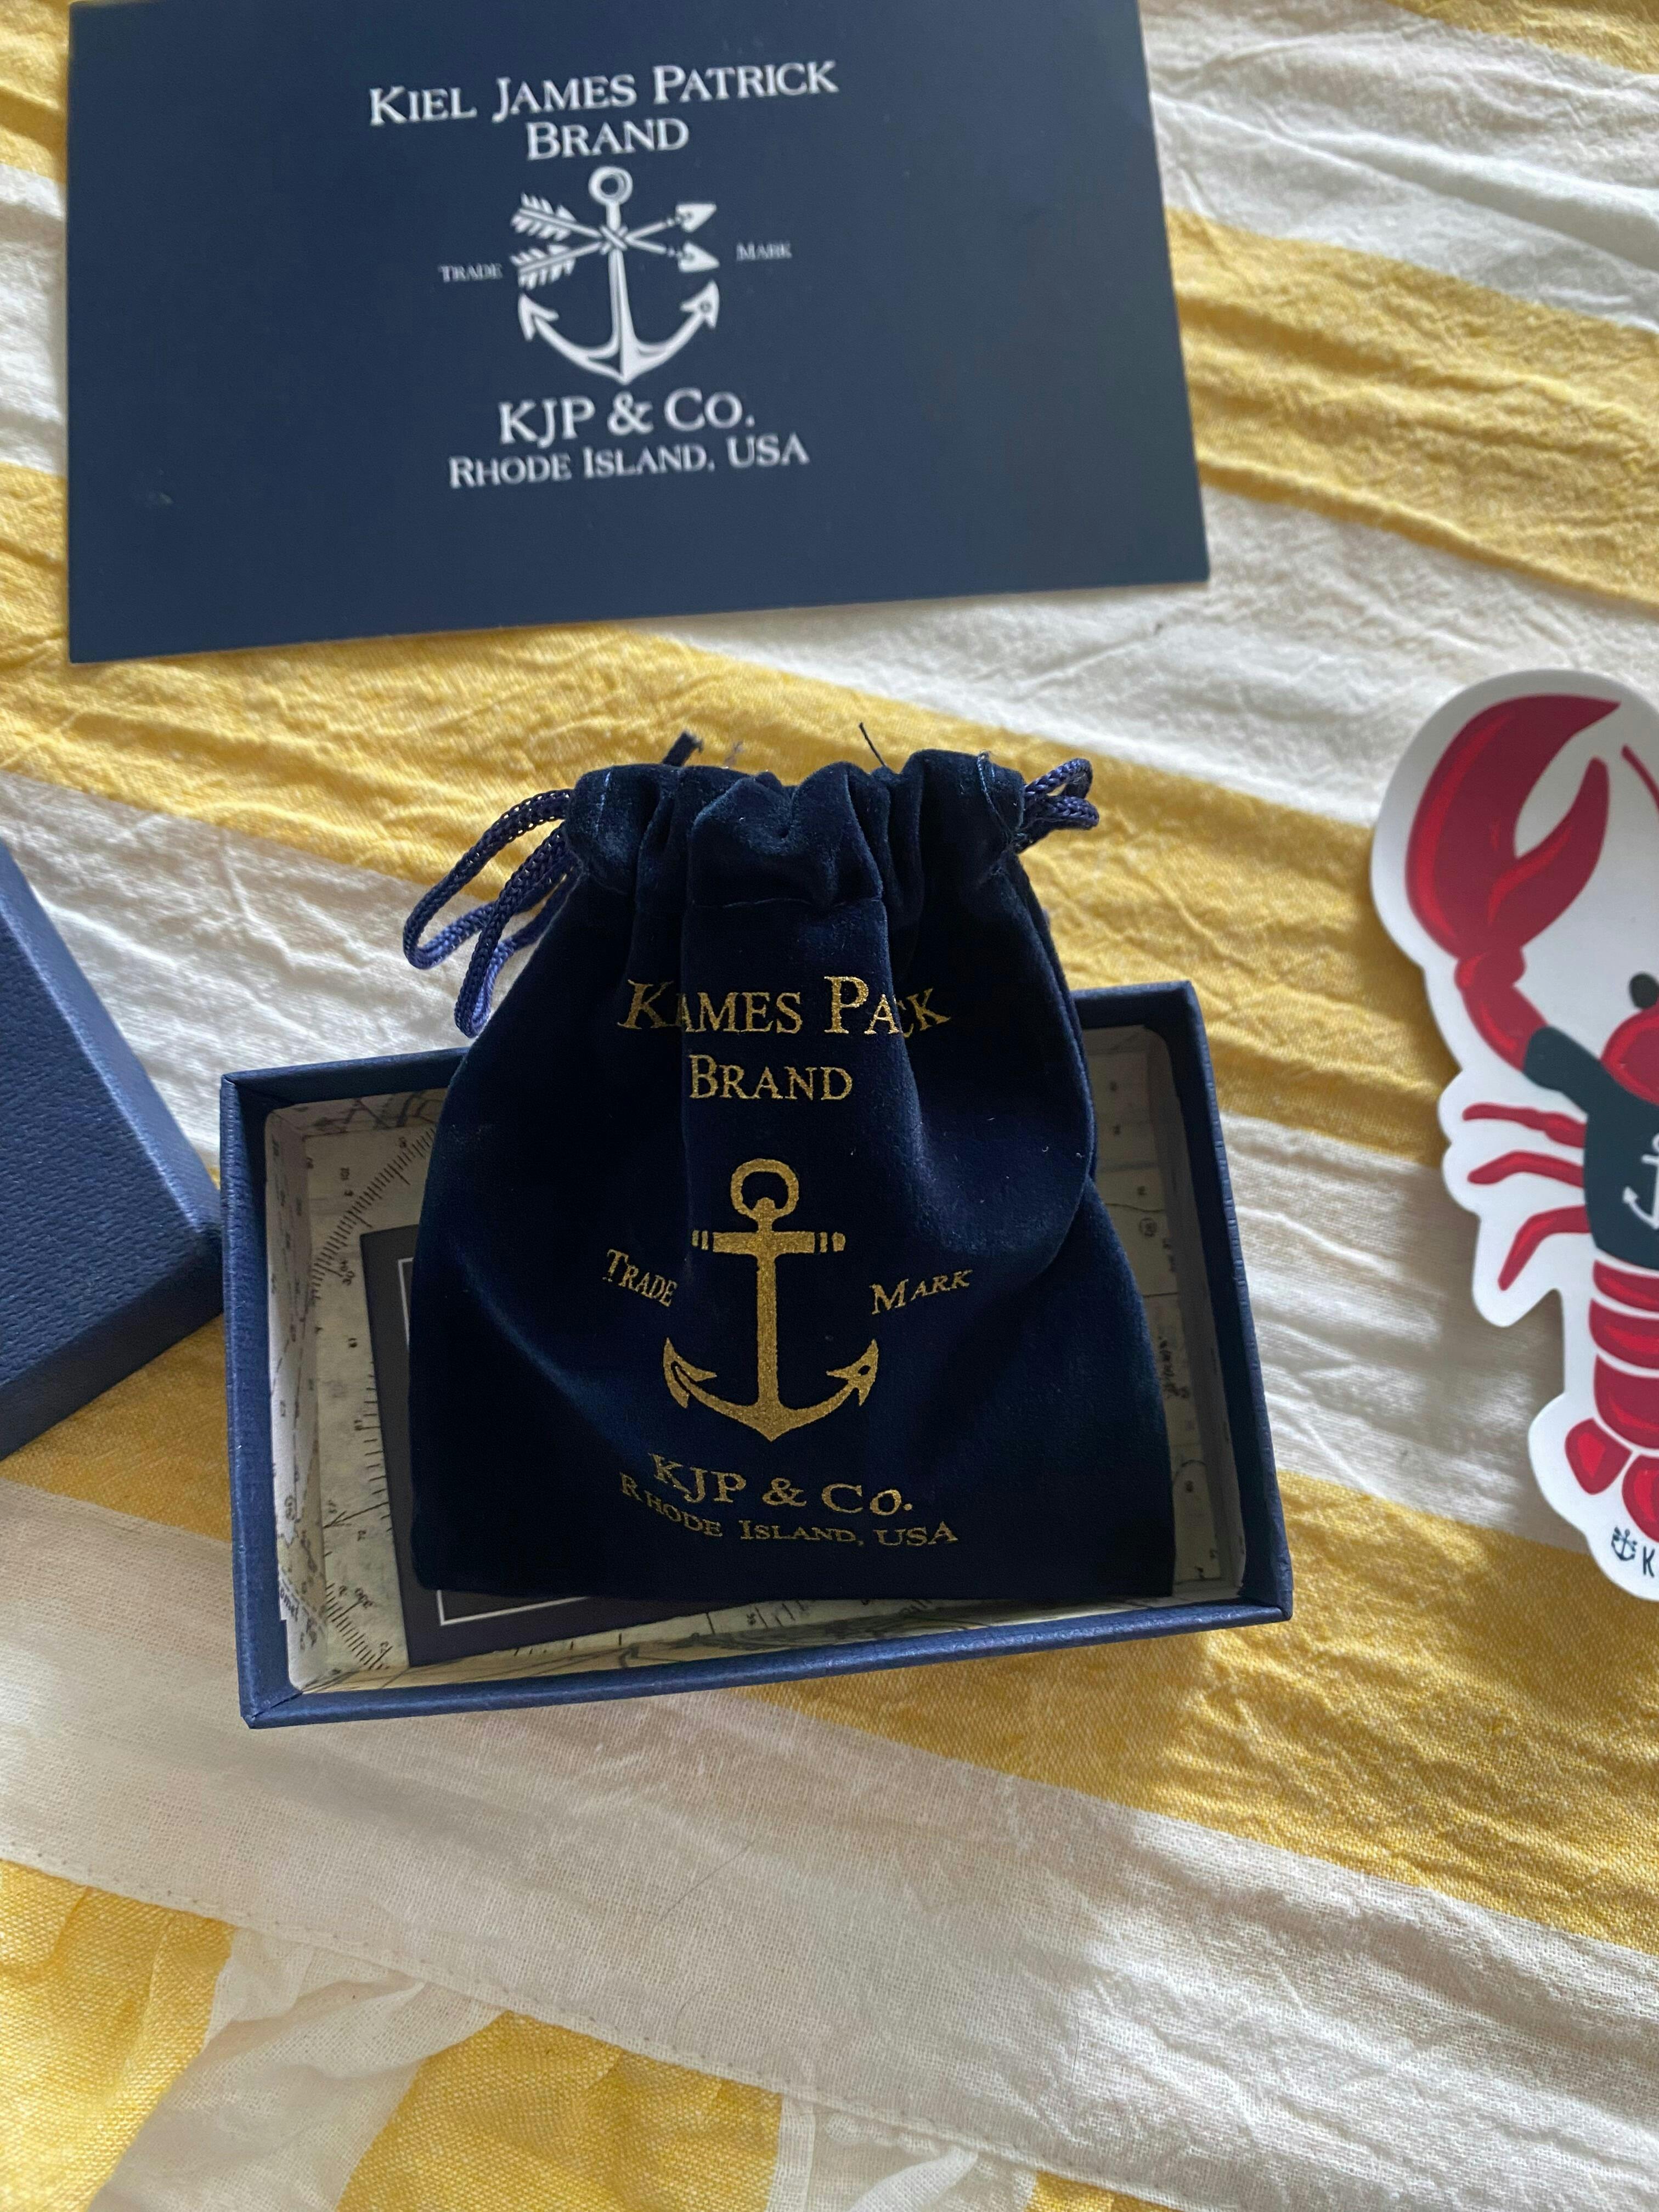 KIEL JAMES PATRICK
BRAND
TRADE MARK
KJP & CO.
RHODE ISLAND, USA
KAMES PACK
BRAND
TRADE MARK
KJP & CO.
RHODE ISLAND, USA
K